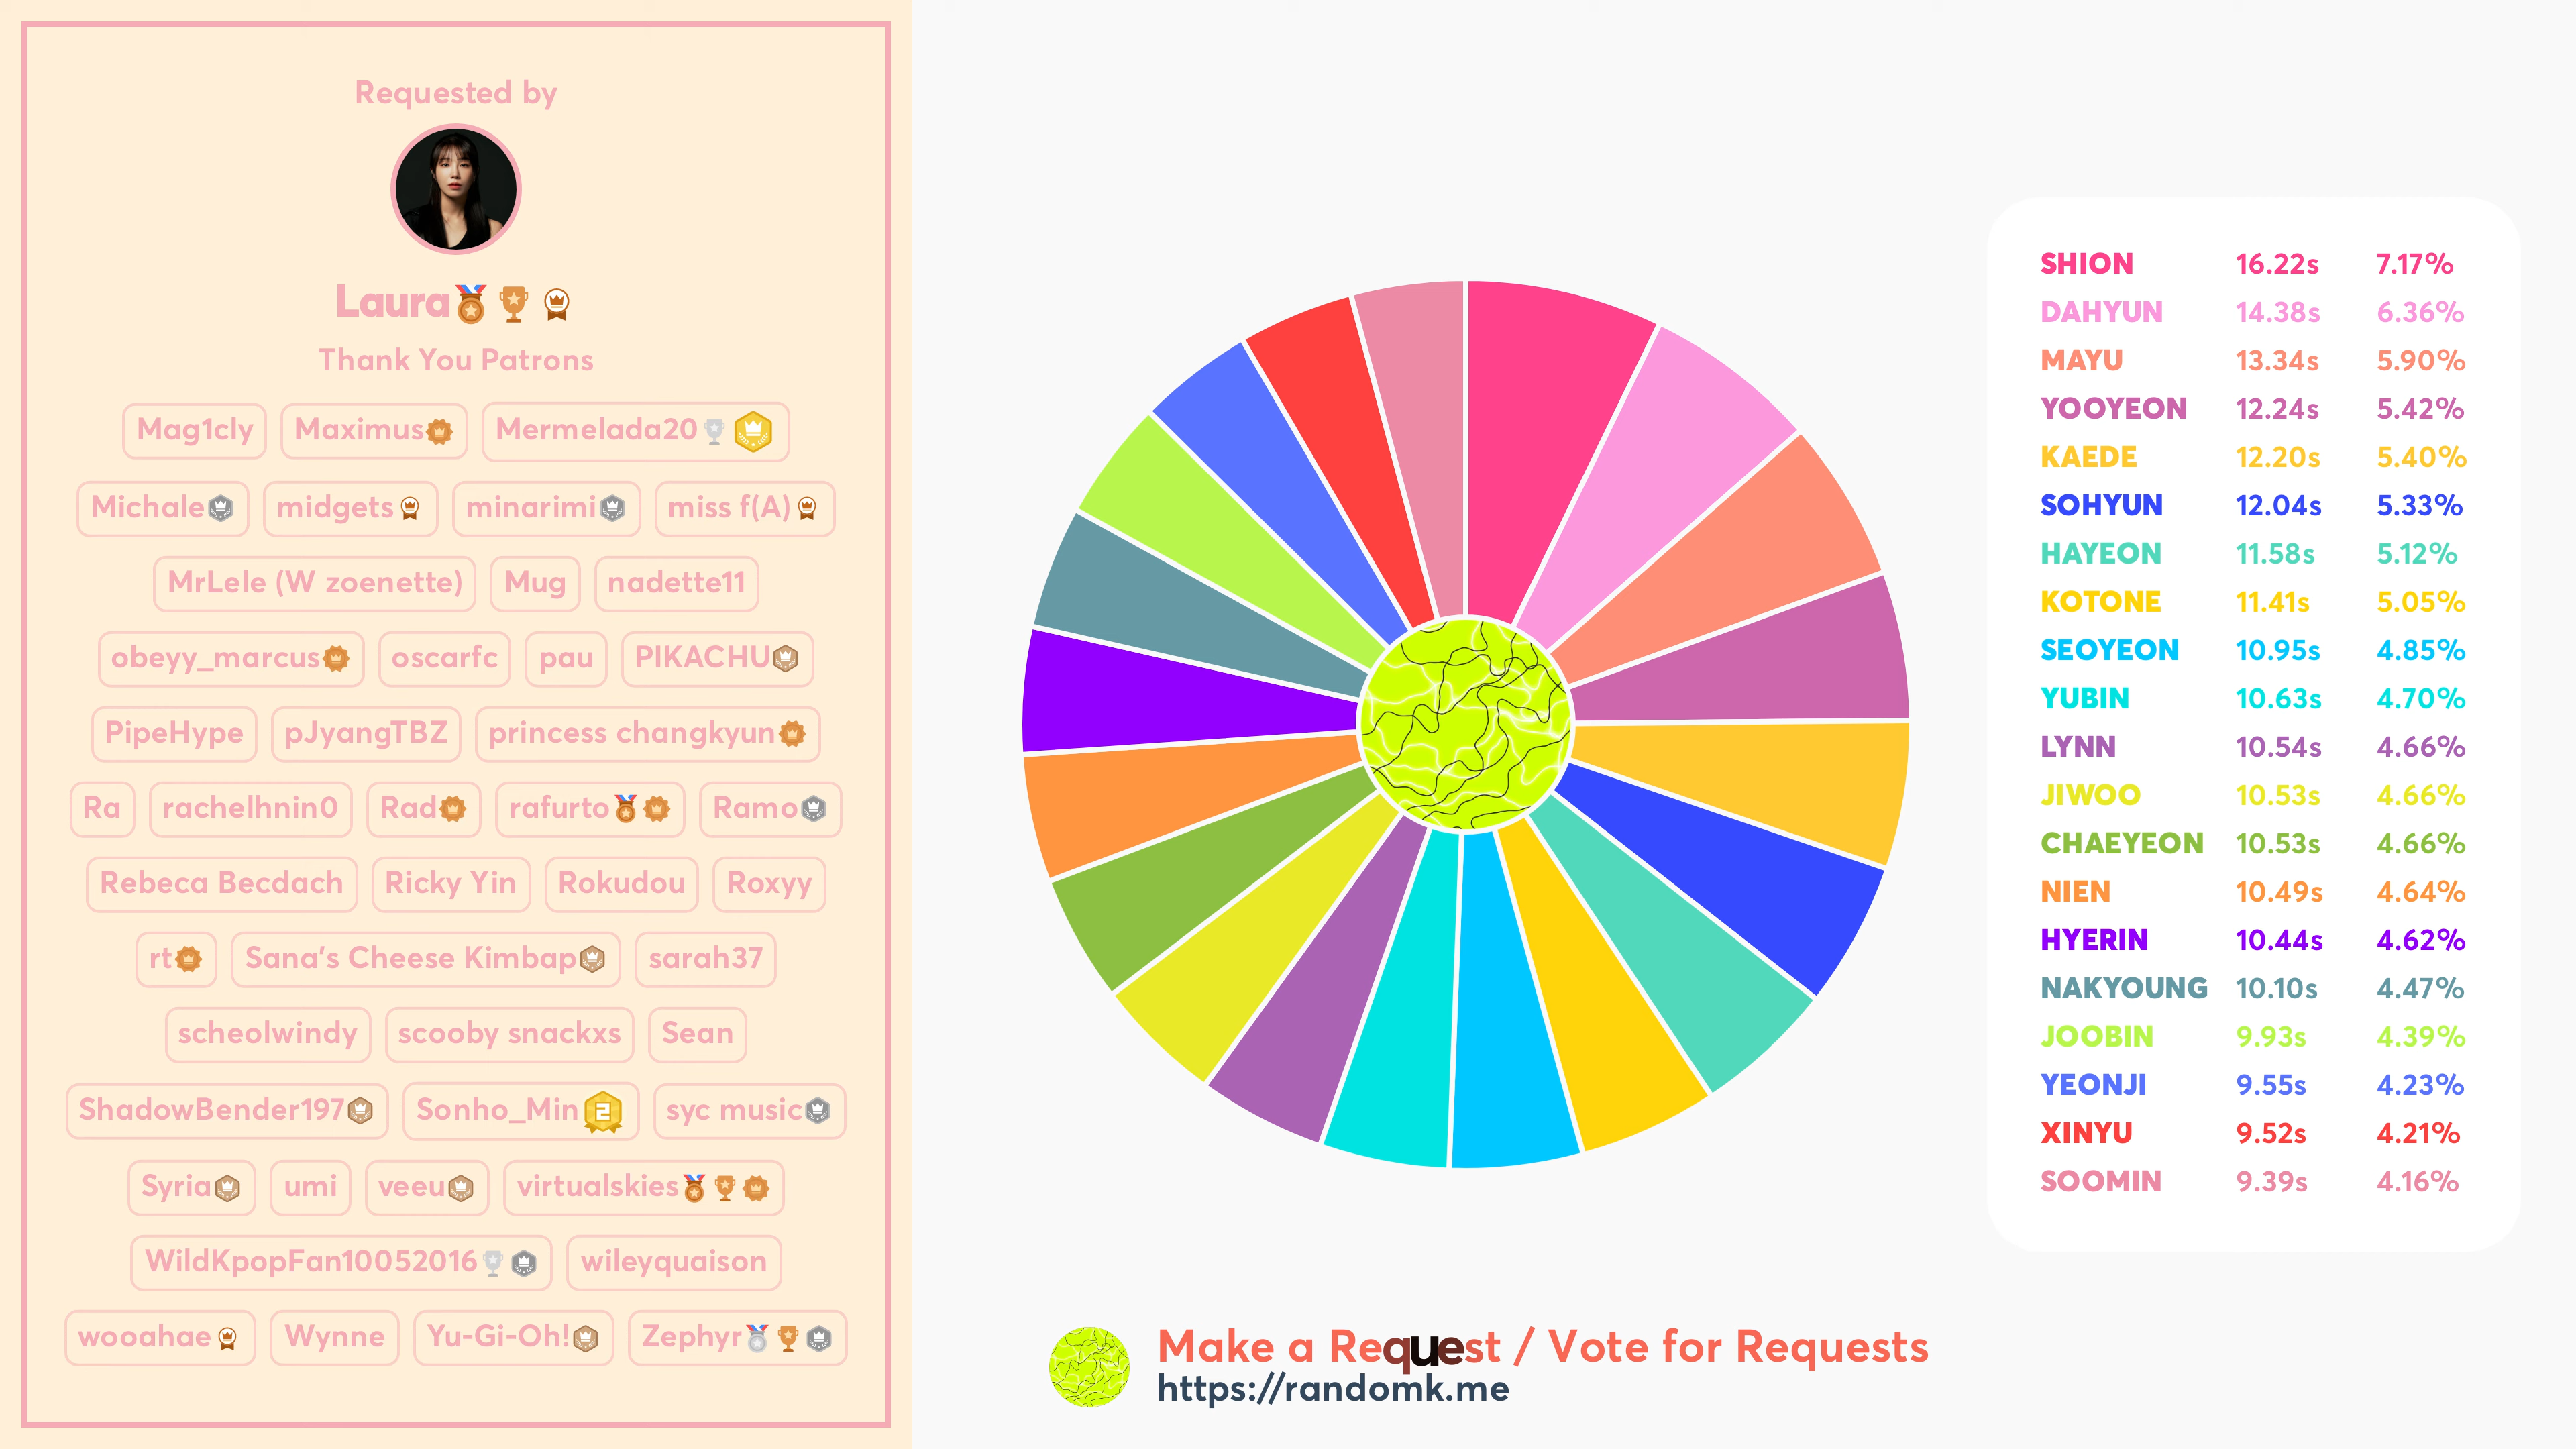 Requested by
Laura
Thank You Patrons
Mag1cly Maximus Mermelada20
Michale midgets minarimi miss f(A)
MrLele (W zoenette) Mug nadette11
obeyy_marcus oscarfc pau PIKACHU
PipeHype pJyangTBZ princess changkyun
Ra rachelhnin0 Rad rafurto Ramo
Rebeca Becdach Ricky Yin Rokudou Roxyy
rt Sana's Cheese Kimbap sarah37
scheolwindy scooby snackxs Sean
ShadowBender197 Sonho_Min 2 syc music
Syria umi veeu virtualskies
WildKpopFan10052016 wileyquaison
wooahae Wynne Yu-Gi-Oh! Zephyr
SHION 16.22s 7.17%
DAHYUN 14.38s 6.36%
MAYU 13.34s 5.90%
YOOYEON 12.24s 5.42%
KAEDE 12.20s 5.40%
SOHYUN 12.04s 5.33%
HAYEON 11.58s 5.12%
KOTONE 11.41s 5.05%
SEOYEON 10.95s 4.85%
YUBIN 10.63s 4.70%
LYNN 10.54s 4.66%
JIWOO 10.53s 4.66%
CHAEYEON 10.53s 4.66%
NIEN 10.49s 4.64%
HYERIN 10.44s 4.62%
NAKYOUNG 10.10s 4.47%
JOOBIN 9.93s 4.39%
YEONJI 9.55s 4.23%
XINYU 9.52s 4.21%
SOOMIN 9.39s 4.16%
Make a Request / Vote for Requests
https://randomk.me